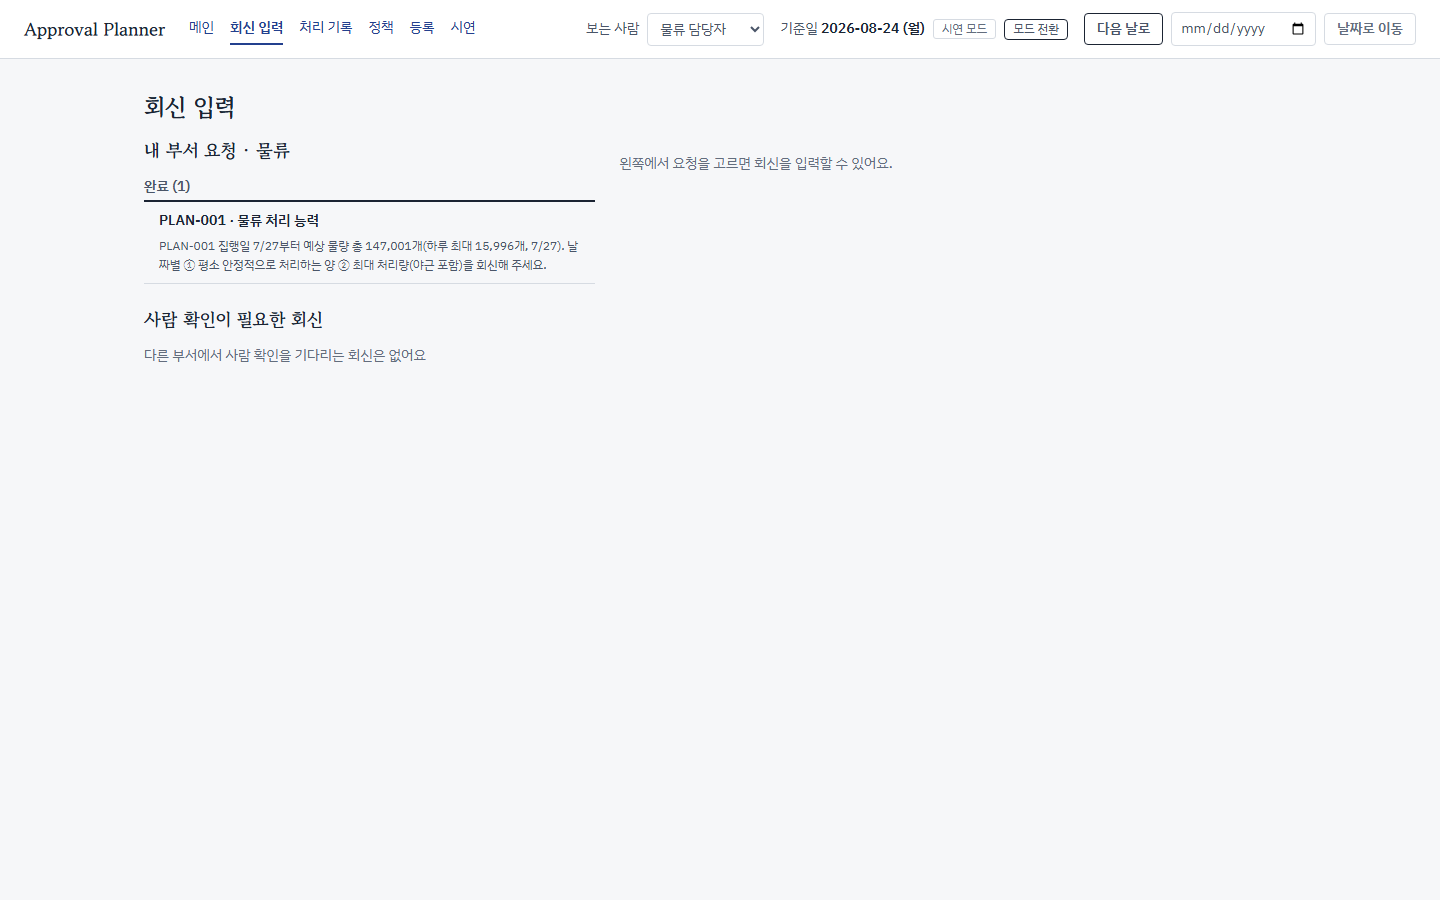 Approval Planner 메인 회신 입력 처리 기록 정책 등록 시연 보는 사람 물류 담당자 기준일 2026-08-24 (월) 시연 모드 모드 전환 다음 날로 mm/dd/yyyy 날짜로 이동
회신 입력
내 부서 요청 · 물류
완료 (1)
PLAN-001 · 물류 처리 능력
PLAN-001 집행일 7/27부터 예상 물량 총 147,001개(하루 최대 15,996개, 7/27). 날
짜별 ① 평소 안정적으로 처리하는 양 ② 최대 처리량(야근 포함)을 회신해 주세요.
사람 확인이 필요한 회신
다른 부서에서 사람 확인을 기다리는 회신은 없어요
왼쪽에서 요청을 고르면 회신을 입력할 수 있어요.